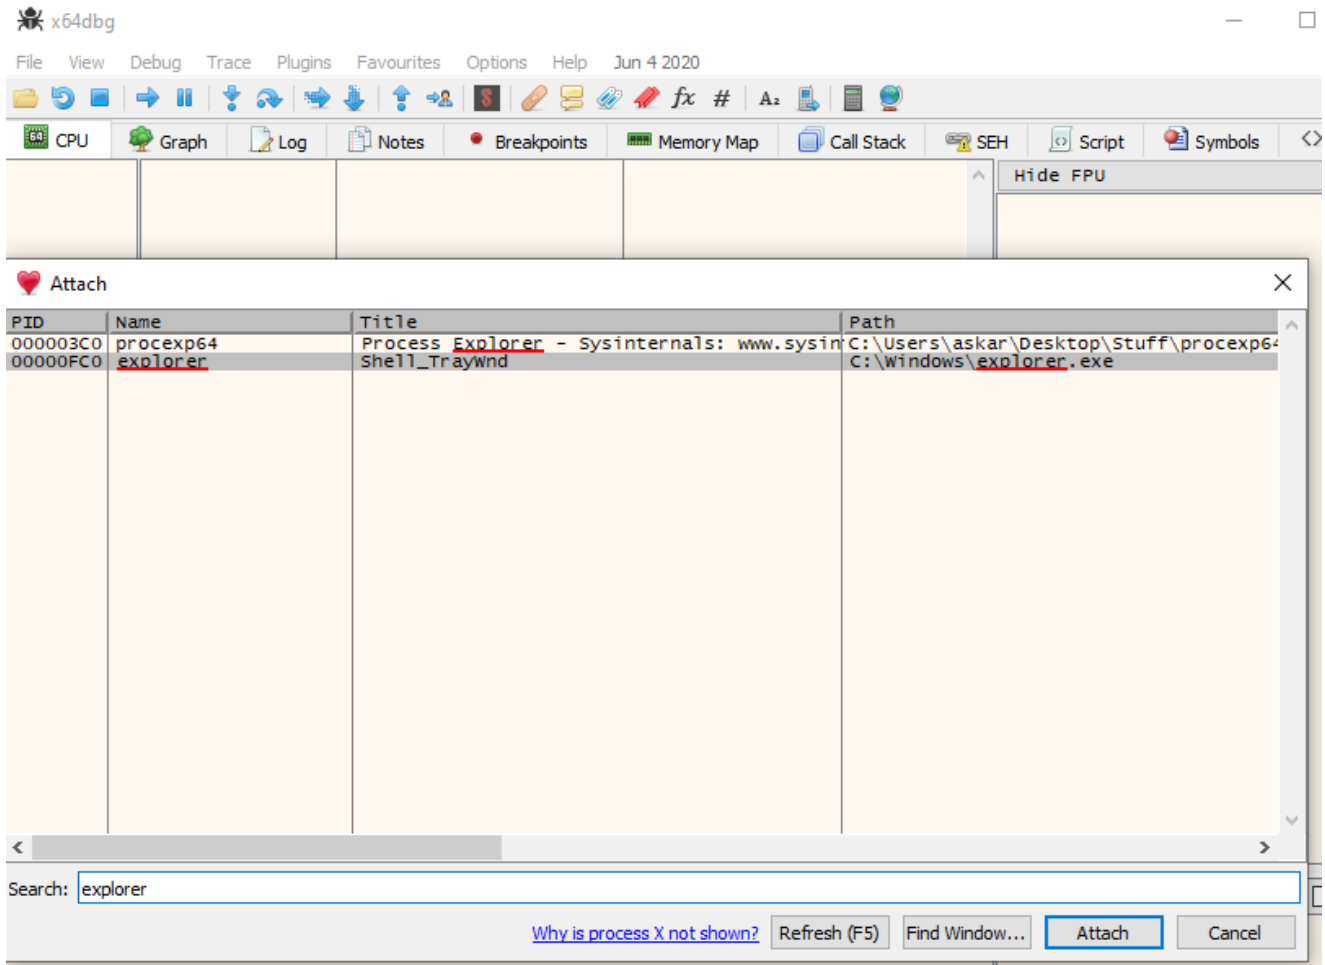 x64dbg
File View Debug Trace Plugins Favourites Options Help Jun 4 2020
S fx # Az
64 CPU Graph Log Notes Breakpoints Memory Map Call Stack SEH Script Symbols <>
Hide FPU
Attach
PID Name Title Path
000003C0 procexp64 Process Explorer - Sysinternals: www.sysin C:\Users\askar\Desktop\Stuff\procexp64
00000FC0 explorer Shell_TrayWnd C:\Windows\explorer.exe
Search: explorer
Why is process X not shown? Refresh (F5) Find Window... Attach Cancel